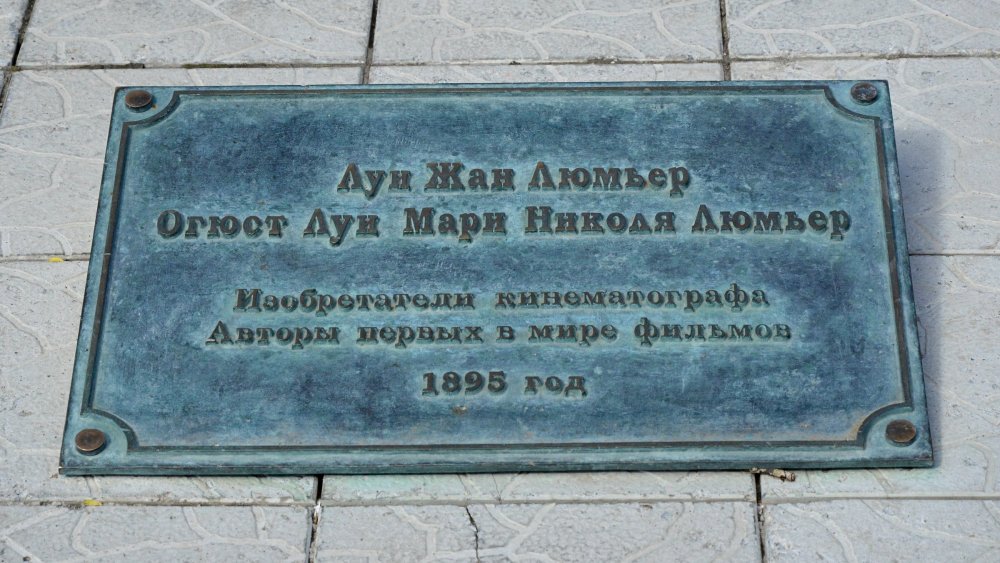 Луи Жан Люмьер
Огюст Луи Мари Николя Люмьер
Изобретатели кинематографа
Авторы первых в мире фильмов
1895 год